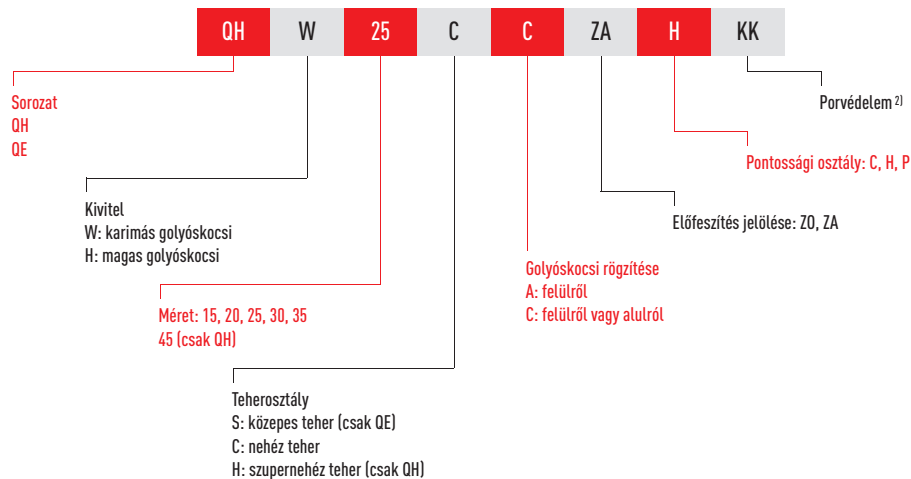 QH W 25 C C ZA H KK
Sorozat
QH
QE
Porvédelem 2)
Pontossági osztály: C, H, P
Kivitel
W: karimás golyóskocsi
H: magas golyóskocsi
Előfeszítés jelölése: ZO, ZA
Golyóskocsi rögzítése
A: felülről
C: felülről vagy alulról
Méret: 15, 20, 25, 30, 35
45 (csak QH)
Teherosztály
S: közepes teher (csak QE)
C: nehéz teher
H: szupernehéz teher (csak QH)